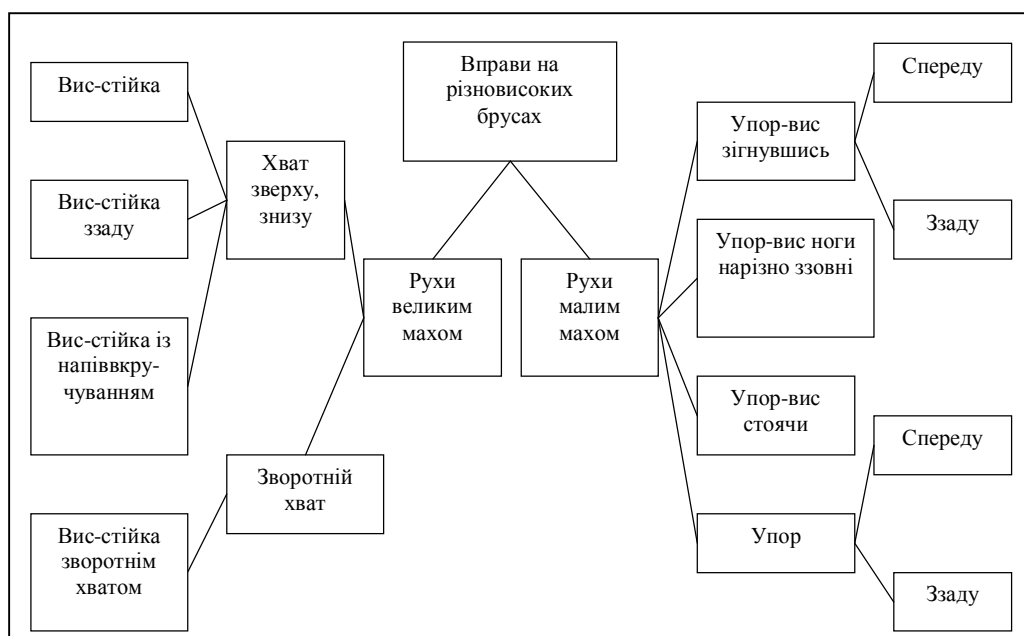 Вправи на
різновисоких
брусах
Рухи
великим
махом
Хват
зверху,
знизу
Вис-стійка
Вис-стійка
ззаду
Вис-стійка із
напіввкру-
чуванням
Зворотній
хват
Вис-стійка
зворотнім
хватом
Рухи
малим
махом
Упор-вис
зігнувшись
Спереду
Ззаду
Упор-вис ноги
нарізно ззовні
Упор-вис
стоячи
Упор
Спереду
Ззаду